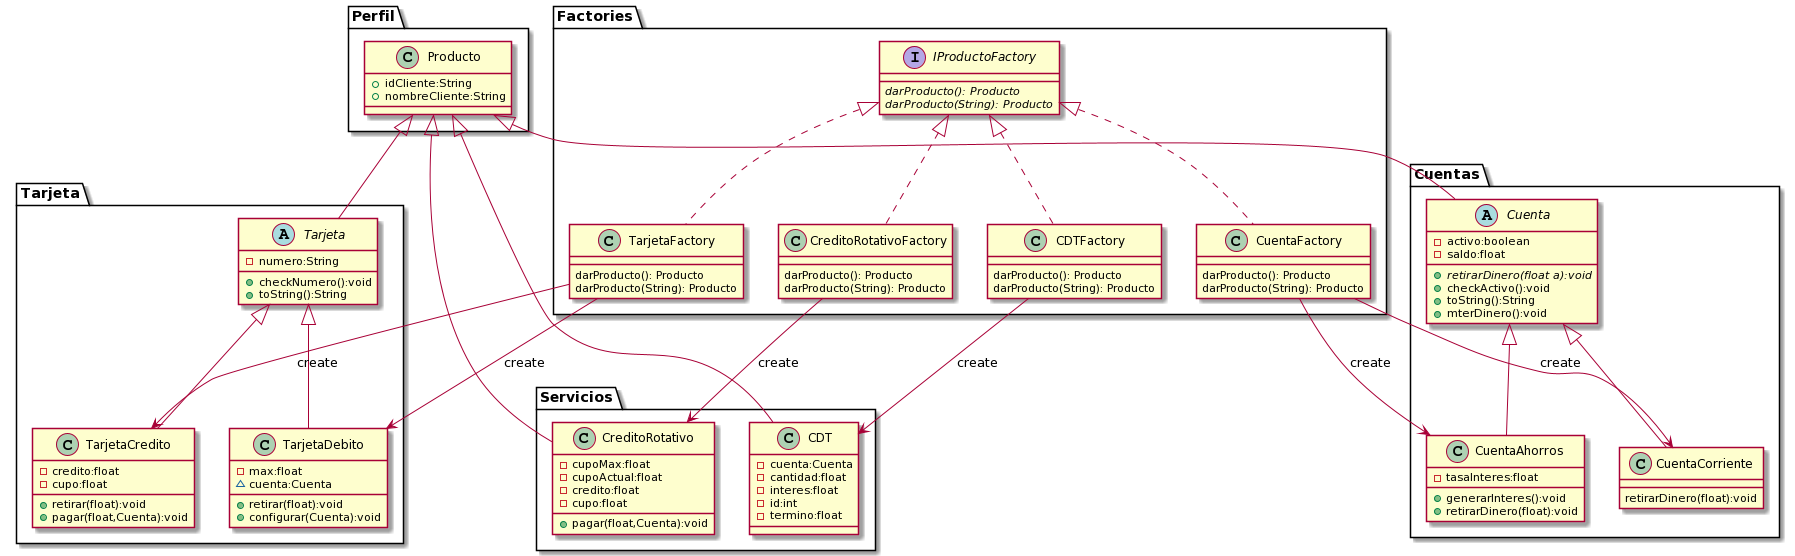 Perfil
C Producto
idCliente:String
nombreCliente:String
Factories
I IProductoFactory
darProducto(): Producto
darProducto(String): Producto
Tarjeta
A Tarjeta
numero:String
checkNumero():void
toString():String
C TarjetaFactory
darProducto(): Producto
darProducto(String): Producto
C CreditoRotativoFactory
darProducto(): Producto
darProducto(String): Producto
C CDTFactory
darProducto(): Producto
darProducto(String): Producto
C CuentaFactory
darProducto(): Producto
darProducto(String): Producto
Cuentas
A Cuenta
activo:boolean
saldo:float
retirarDinero(float a):void
checkActivo():void
toString():String
mterDinero():void
create
create
create
create
create
create
C TarjetaCredito
credito:float
cupo:float
retirar(float):void
pagar(float,Cuenta):void
C TarjetaDebito
max:float
cuenta:Cuenta
retirar(float):void
configurar(Cuenta):void
Servicios
C CreditoRotativo
cupoMax:float
cupoActual:float
credito:float
cupo:float
pagar(float,Cuenta):void
C CDT
cuenta:Cuenta
cantidad:float
interes:float
id:int
termino:float
C CuentaAhorros
tasaInteres:float
generarInteres():void
retirarDinero(float):void
C CuentaCorriente
retirarDinero(float):void